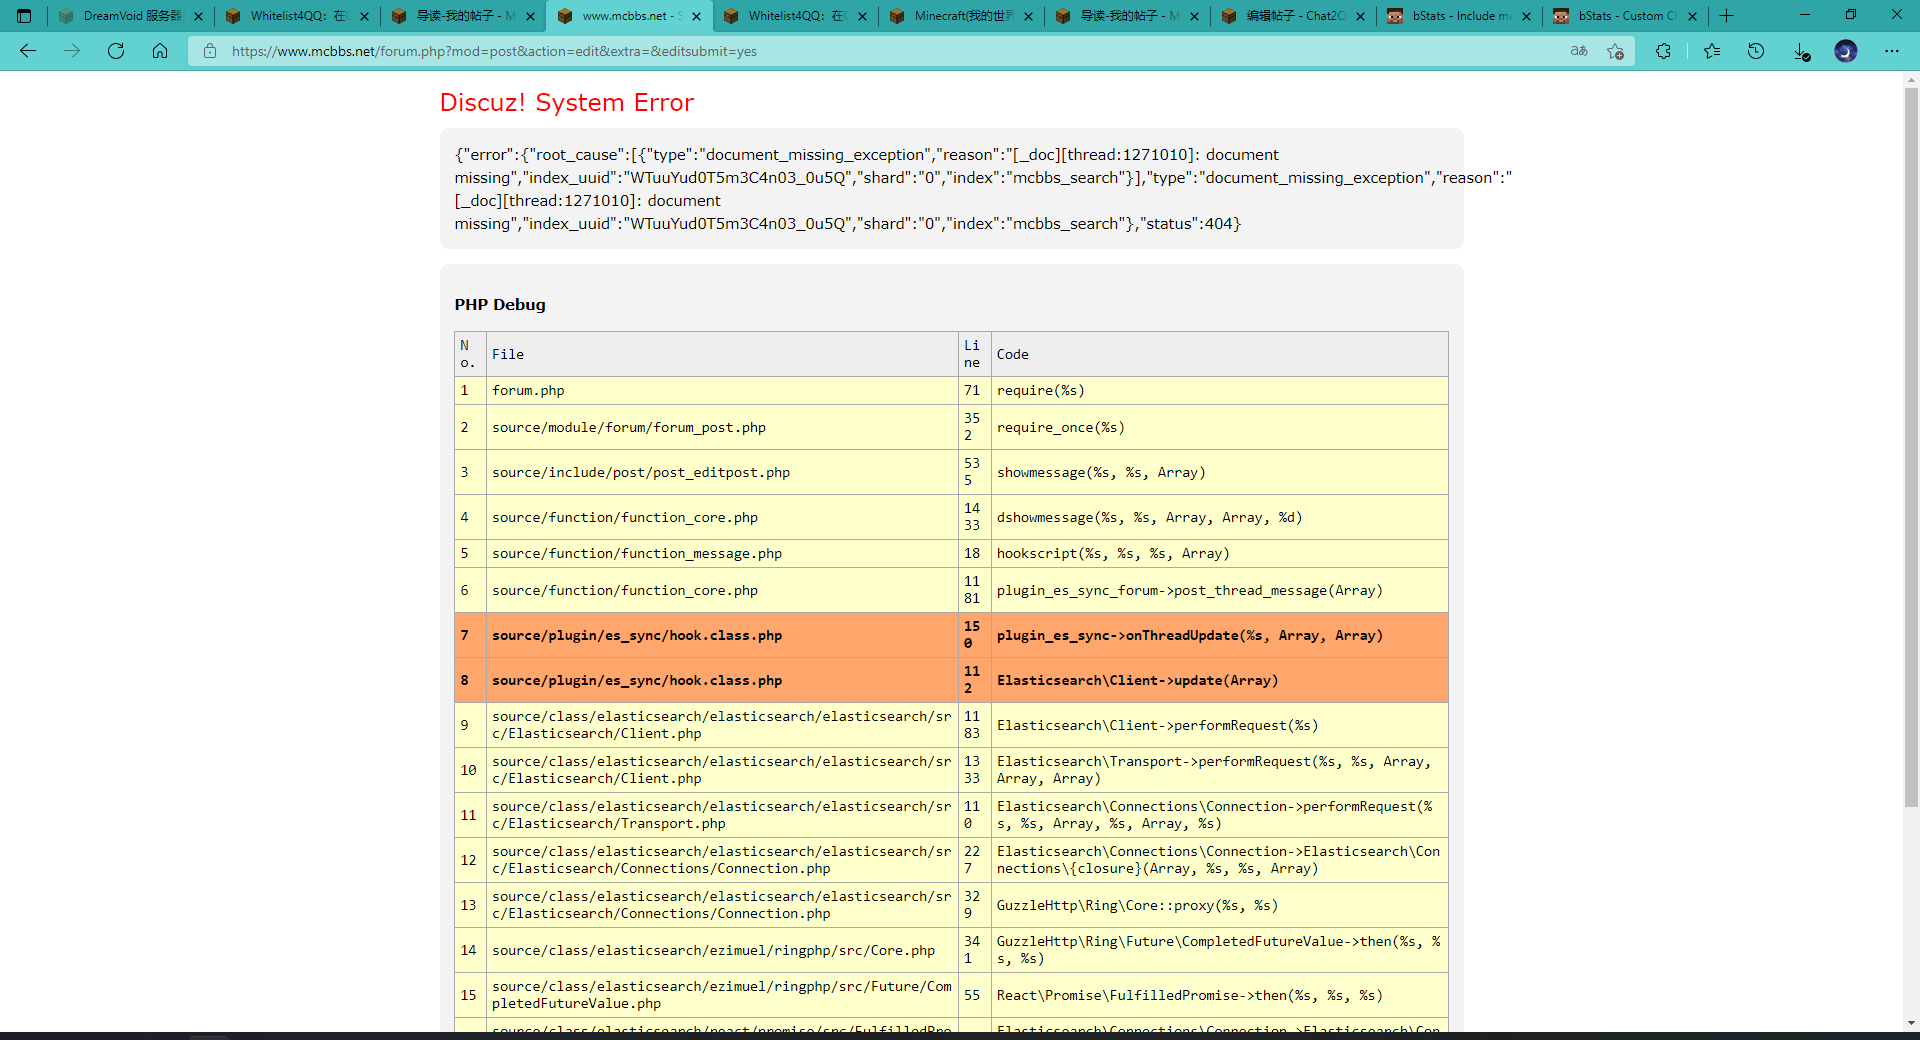 DreamVoid 服务器
Whitelist4QQ：在
导读-我的帖子 - M
www.mcbbs.net - S
Whitelist4QQ：在
Minecraft(我的世界
导读-我的帖子 - M
编辑帖子 - Chat2Q
bStats - Include m
bStats - Custom C
https://www.mcbbs.net/forum.php?mod=post&action=edit&extra=&editsubmit=yes
Discuz! System Error
{"error":{"root_cause":[{"type":"document_missing_exception","reason":"[_doc][thread:1271010]: document
missing","index_uuid":"WTuuYud0T5m3C4n03_0u5Q","shard":"0","index":"mcbbs_search"}],"type":"document_missing_exception","reason":"
[_doc][thread:1271010]: document
missing","index_uuid":"WTuuYud0T5m3C4n03_0u5Q","shard":"0","index":"mcbbs_search"},"status":404}
PHP Debug
No. File Line Code
1 forum.php 71 require(%s)
2 source/module/forum/forum_post.php 352 require_once(%s)
3 source/include/post/post_editpost.php 535 showmessage(%s, %s, Array)
4 source/function/function_core.php 1433 dshowmessage(%s, %s, Array, Array, %d)
5 source/function/function_message.php 18 hookscript(%s, %s, %s, Array)
6 source/function/function_core.php 1181 plugin_es_sync_forum->post_thread_message(Array)
7 source/plugin/es_sync/hook.class.php 150 plugin_es_sync->onThreadUpdate(%s, Array, Array)
8 source/plugin/es_sync/hook.class.php 112 Elasticsearch\Client->update(Array)
9 source/class/elasticsearch/elasticsearch/elasticsearch/src/Elasticsearch/Client.php 1183 Elasticsearch\Client->performRequest(%s)
10 source/class/elasticsearch/elasticsearch/elasticsearch/src/Elasticsearch/Client.php 1333 Elasticsearch\Transport->performRequest(%s, %s, Array, Array, Array)
11 source/class/elasticsearch/elasticsearch/elasticsearch/src/Elasticsearch/Transport.php 110 Elasticsearch\Connections\Connection->performRequest(%s, %s, Array, %s, Array, %s)
12 source/class/elasticsearch/elasticsearch/elasticsearch/src/Elasticsearch/Connections/Connection.php 227 Elasticsearch\Connections\Connection->Elasticsearch\Connections\{closure}(Array, %s, %s, Array)
13 source/class/elasticsearch/elasticsearch/elasticsearch/src/Elasticsearch/Connections/Connection.php 329 GuzzleHttp\Ring\Core::proxy(%s, %s)
14 source/class/elasticsearch/ezimuel/ringphp/src/Core.php 341 GuzzleHttp\Ring\Future\CompletedFutureValue->then(%s, %s, %s)
15 source/class/elasticsearch/ezimuel/ringphp/src/Future/CompletedFutureValue.php 55 React\Promise\FulfilledPromise->then(%s, %s, %s)
source/class/elasticsearch/react/promise/src/FulfilledPro Elasticsearch\Connections\Connection->Elasticsearch\Con